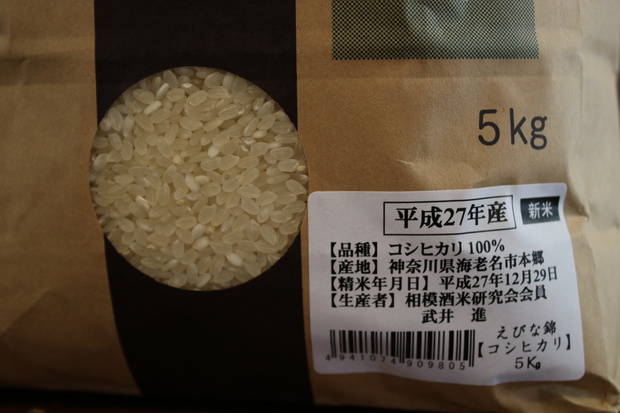 5kg
平成27年産 新米
【品種】コシヒカリ100%
【産地】神奈川県海老名市本郷
【精米年月日】平成27年12月29日
【生産者】相模酒米研究会会員
武井 進
えびな錦
【コシヒカリ】
5Kg
4941074909805